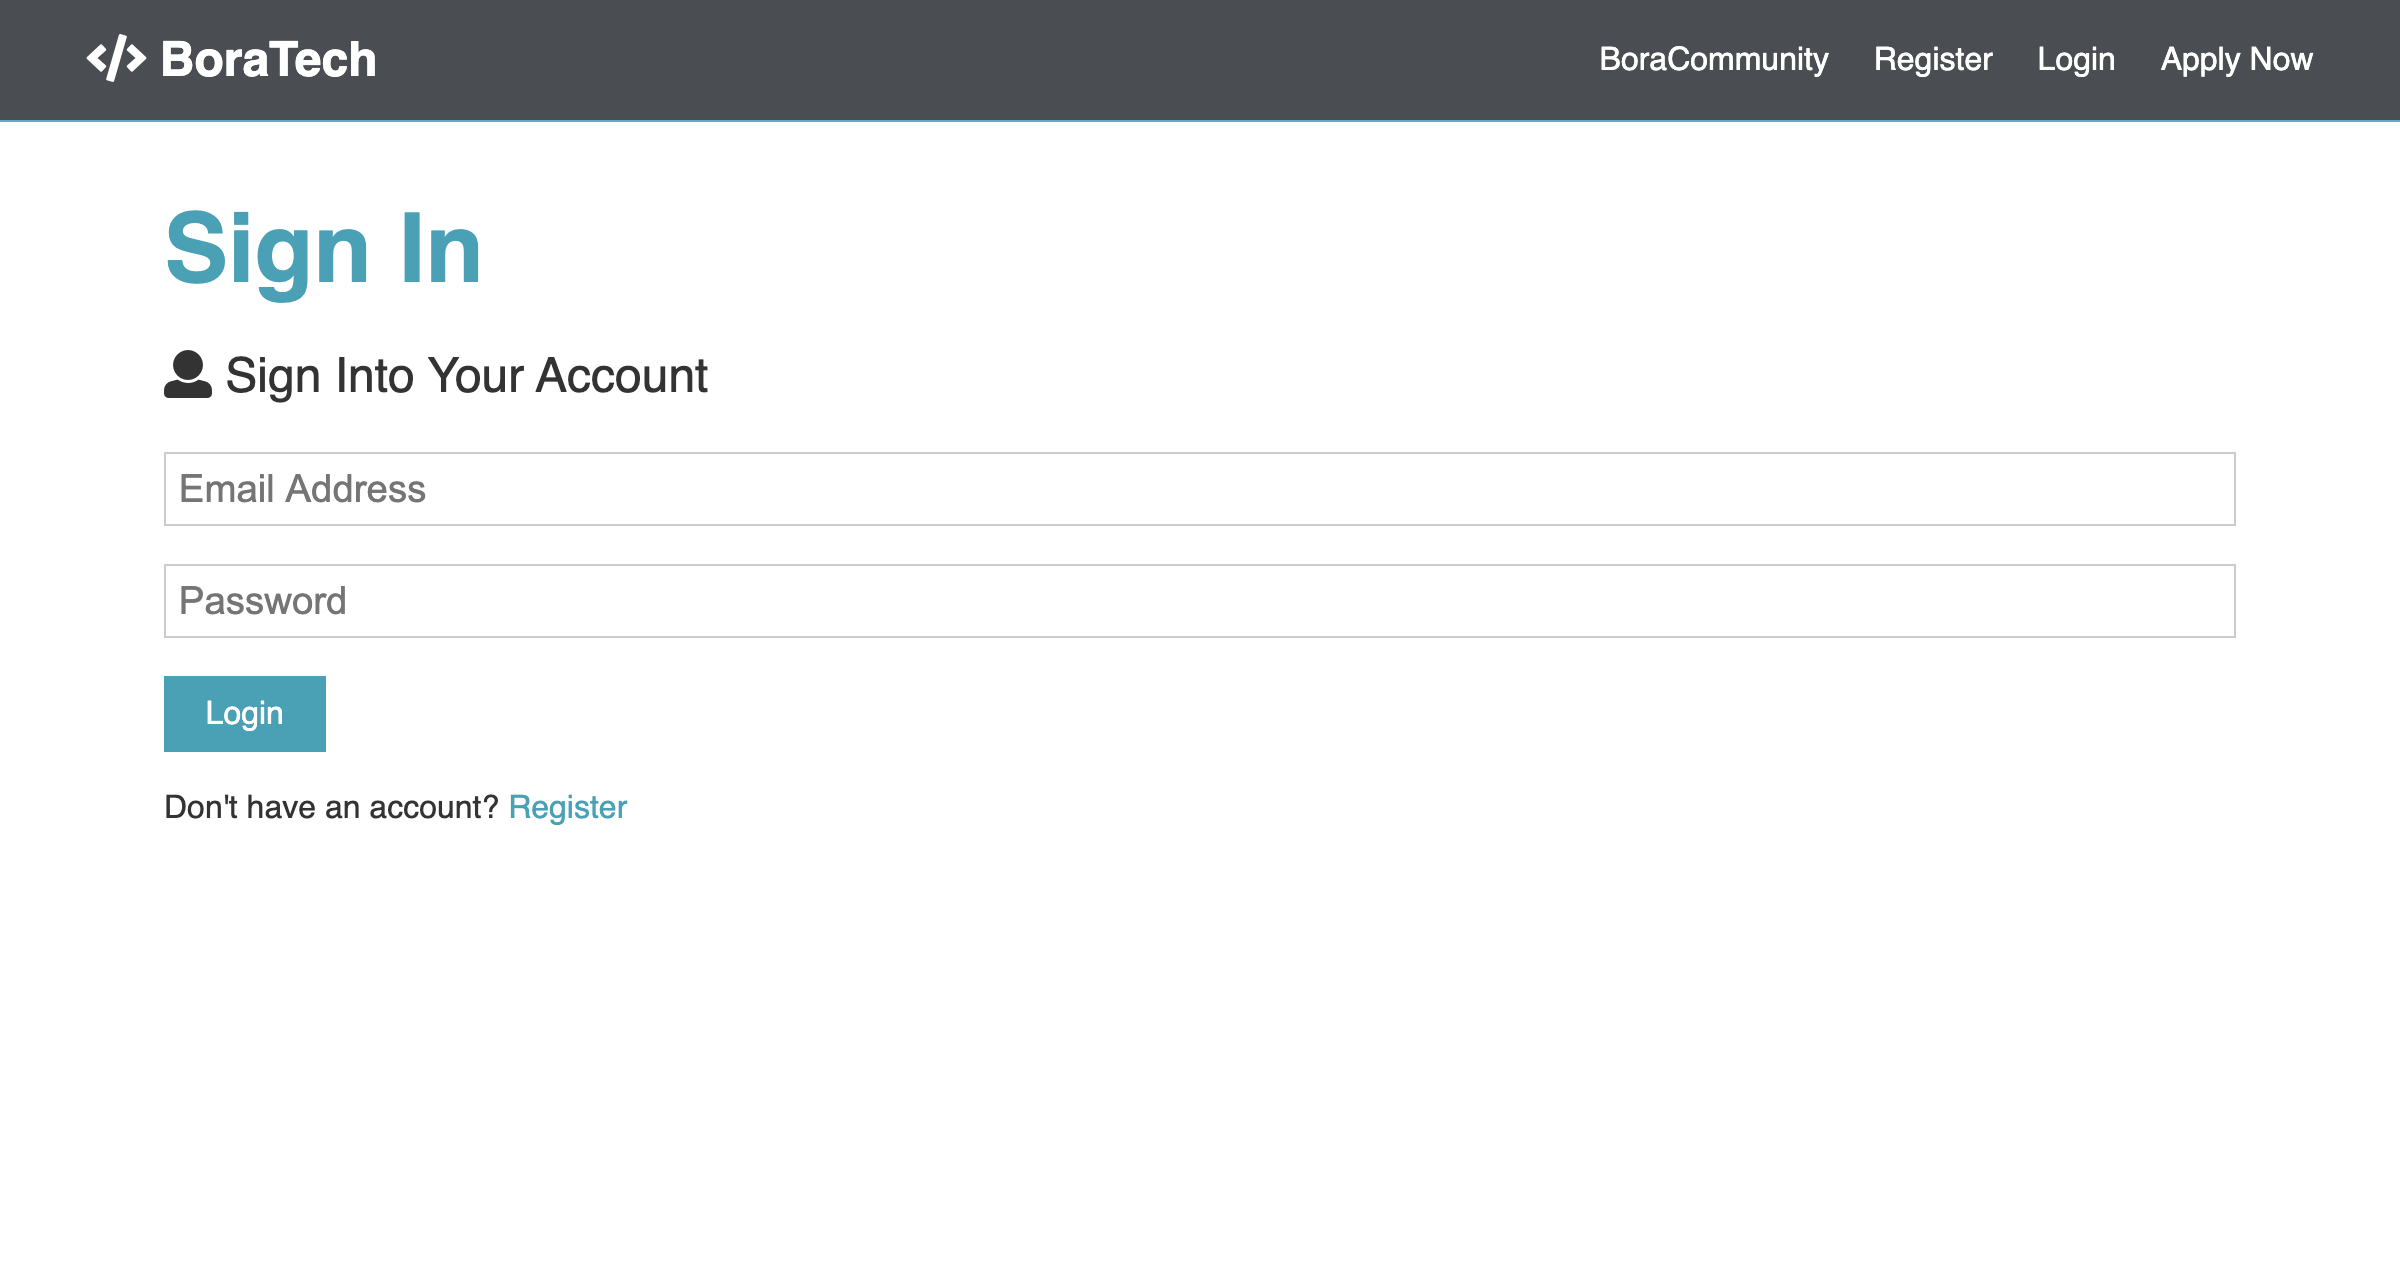 BoraTech
BoraCommunity Register Login Apply Now
Sign In
Sign Into Your Account
Email Address
Password
Login
Don't have an account? Register